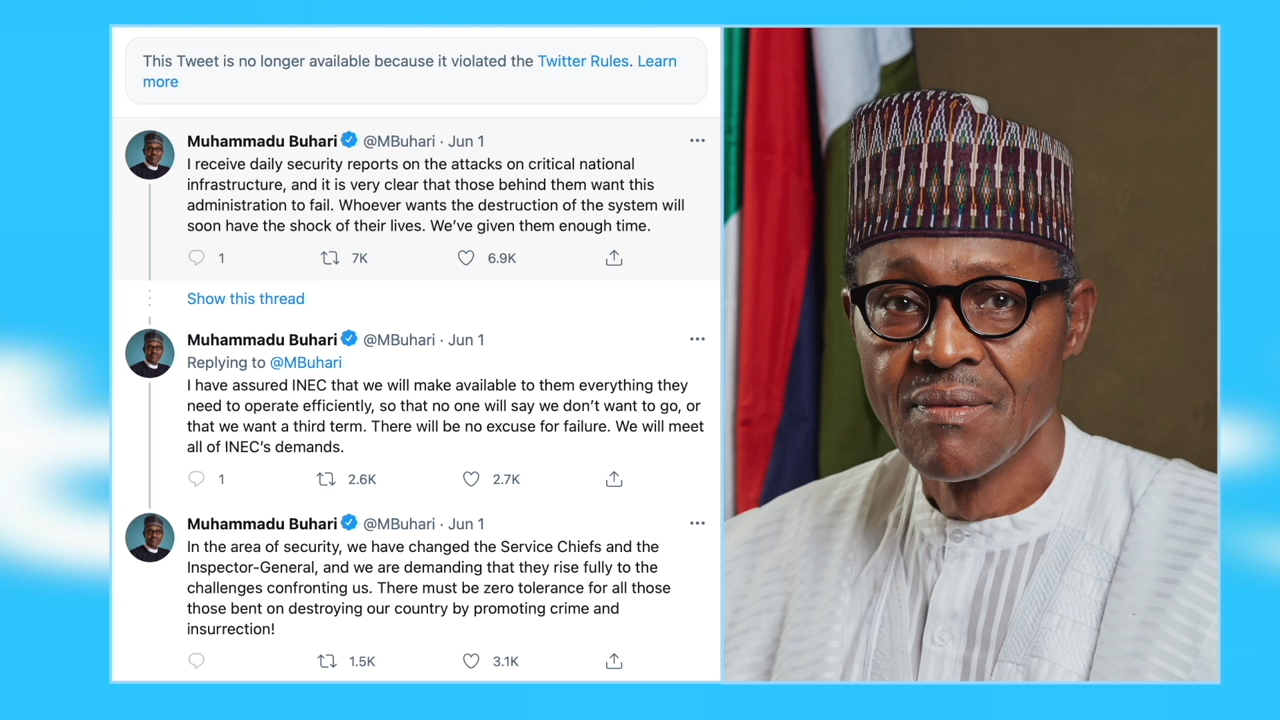 This Tweet is no longer available because it violated the Twitter Rules. Learn
more
Muhammadu Buhari @MBuhari · Jun 1
I receive daily security reports on the attacks on critical national
infrastructure, and it is very clear that those behind them want this
administration to fail. Whoever wants the destruction of the system will
soon have the shock of their lives. We’ve given them enough time.
1 7K 6.9K
Show this thread
Muhammadu Buhari @MBuhari · Jun 1
Replying to @MBuhari
I have assured INEC that we will make available to them everything they
need to operate efficiently, so that no one will say we don’t want to go, or
that we want a third term. There will be no excuse for failure. We will meet
all of INEC’s demands.
1 2.6K 2.7K
Muhammadu Buhari @MBuhari · Jun 1
In the area of security, we have changed the Service Chiefs and the
Inspector-General, and we are demanding that they rise fully to the
challenges confronting us. There must be zero tolerance for all those
those bent on destroying our country by promoting crime and
insurrection!
1.5K 3.1K